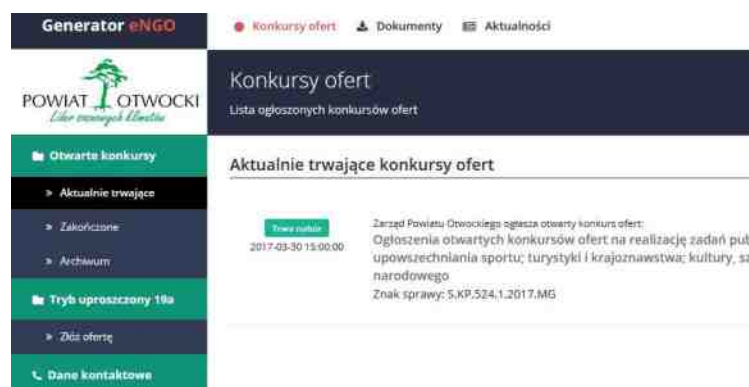 Generator eNGO
Konkursy ofert
Dokumenty
Aktualności
POWIAT OTWOCKI
Konkursy ofert
Lista ogłoszonych konkursów ofert
Otwarte konkursy
» Aktualnie trwające
» Zakończone
» Archiwum
Tryb uproszczony 19a
» Złóż ofertę
Dane kontaktowe
Aktualnie trwające konkursy ofert
Trwa nabór
2017-03-30 15:00:00
Zarząd Powiatu Otwockiego ogłasza otwarty konkurs ofert:
Ogłoszenia otwartych konkursów ofert na realizację zadań pub
upowszechniania sportu; turystyki i krajoznawstwa; kultury, sz
narodowego
Znak sprawy: S.KP.524.1.2017.MG